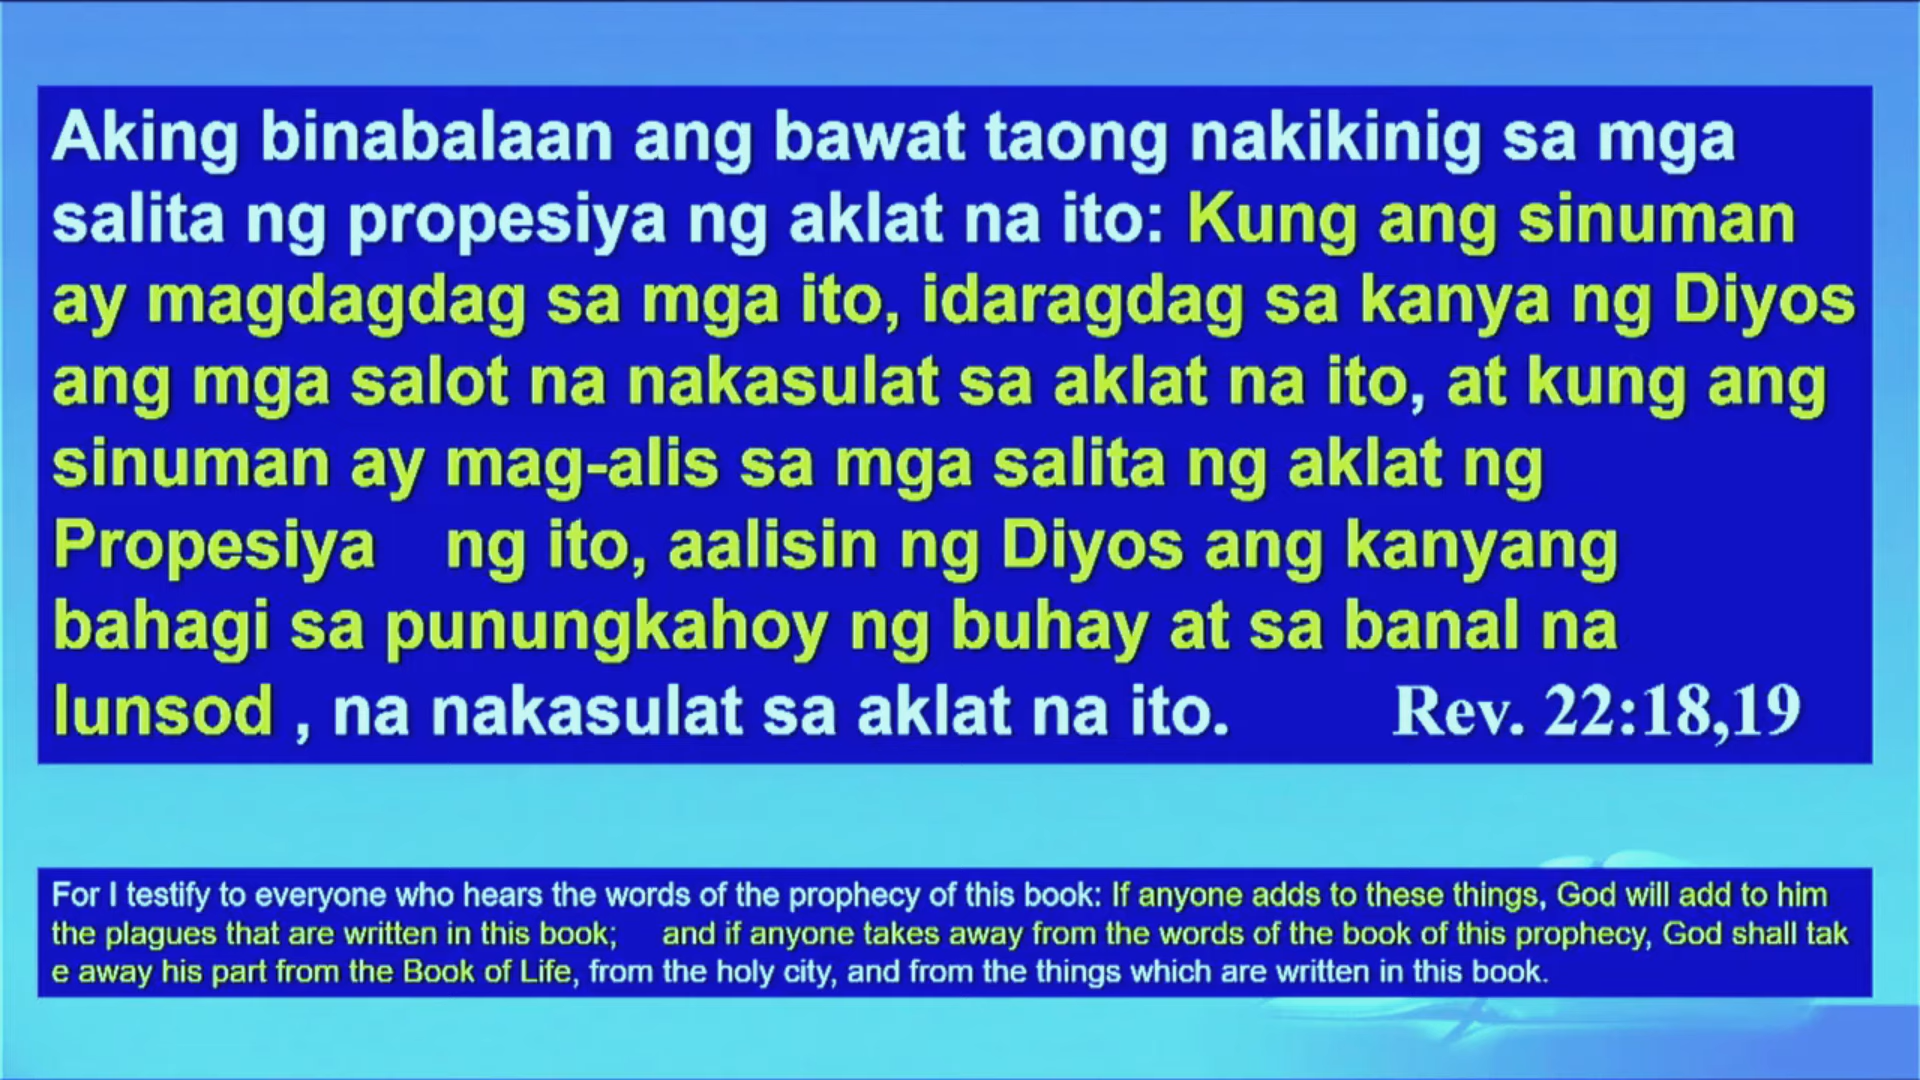 Aking binabalaan ang bawat taong nakikinig sa mga
salita ng propesiya ng aklat na ito: Kung ang sinuman
ay magdagdag sa mga ito, idaragdag sa kanya ng Diyos
ang mga salot na nakasulat sa aklat na ito, at kung ang
sinuman ay mag-alis sa mga salita ng aklat ng
Propesiya ng ito, aalisin ng Diyos ang kanyang
bahagi sa punungkahoy ng buhay at sa banal na
lunsod , na nakasulat sa aklat na ito. Rev. 22:18,19
For I testify to everyone who hears the words of the prophecy of this book: If anyone adds to these things, God will add to him
the plagues that are written in this book; and if anyone takes away from the words of the book of this prophecy, God shall tak
e away his part from the Book of Life, from the holy city, and from the things which are written in this book.